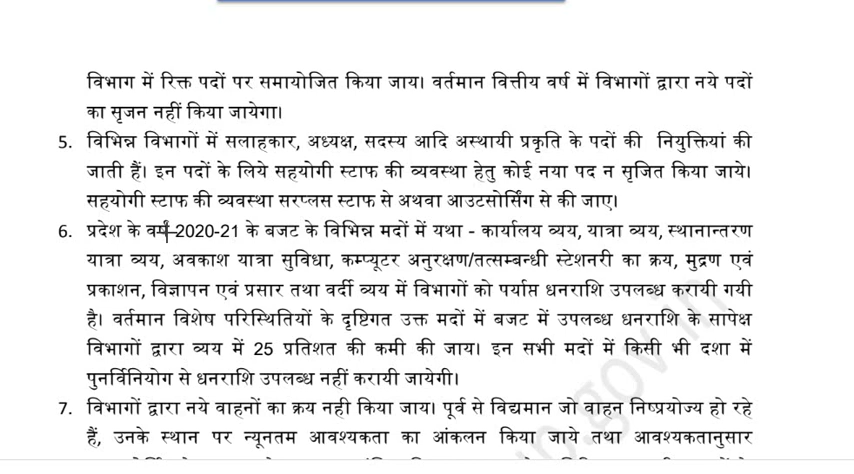 विभाग में रिक्त पदों पर समायोजित किया जाय। वर्तमान वित्तीय वर्ष में विभागों द्वारा नये पदों
का सृजन नहीं किया जायेगा।
5. विभिन्न विभागों में सलाहकार, अध्यक्ष, सदस्य आदि अस्थायी प्रकृति के पदों की नियुक्तियां की
जाती हैं। इन पदों के लिये सहयोगी स्टाफ की व्यवस्था हेतु कोई नया पद न सृजित किया जाये।
सहयोगी स्टाफ की व्यवस्था सरप्लस स्टाफ से अथवा आउटसोर्सिंग से की जाए।
6. प्रदेश के वर्ष 2020-21 के बजट के विभिन्न मदों में यथा - कार्यालय व्यय, यात्रा व्यय, स्थानान्तरण
यात्रा व्यय, अवकाश यात्रा सुविधा, कम्प्यूटर अनुरक्षण/तत्सम्बन्धी स्टेशनरी का क्रय, मुद्रण एवं
प्रकाशन, विज्ञापन एवं प्रसार तथा वर्दी व्यय में विभागों को पर्याप्त धनराशि उपलब्ध करायी गयी
है। वर्तमान विशेष परिस्थितियों के दृष्टिगत उक्त मदों में बजट में उपलब्ध धनराशि के सापेक्ष
विभागों द्वारा व्यय में 25 प्रतिशत की कमी की जाय। इन सभी मदों में किसी भी दशा में
पुनर्विनियोग से धनराशि उपलब्ध नहीं करायी जायेगी।
7. विभागों द्वारा नये वाहनों का क्रय नही किया जाय। पूर्व से विद्यमान जो वाहन निष्प्रयोज्य हो रहे
हैं, उनके स्थान पर न्यूनतम आवश्यकता का आंकलन किया जाये तथा आवश्यकतानुसार